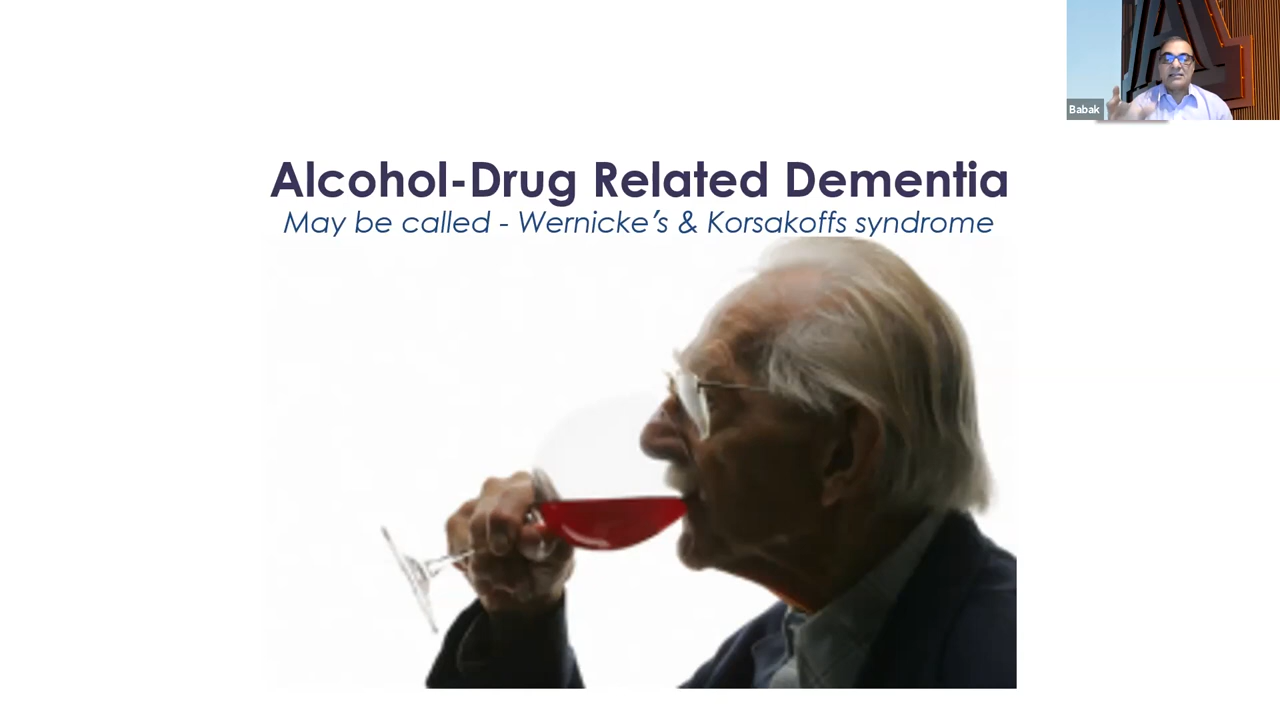 Babak
Alcohol-Drug Related Dementia
May be called - Wernicke’s & Korsakoffs syndrome